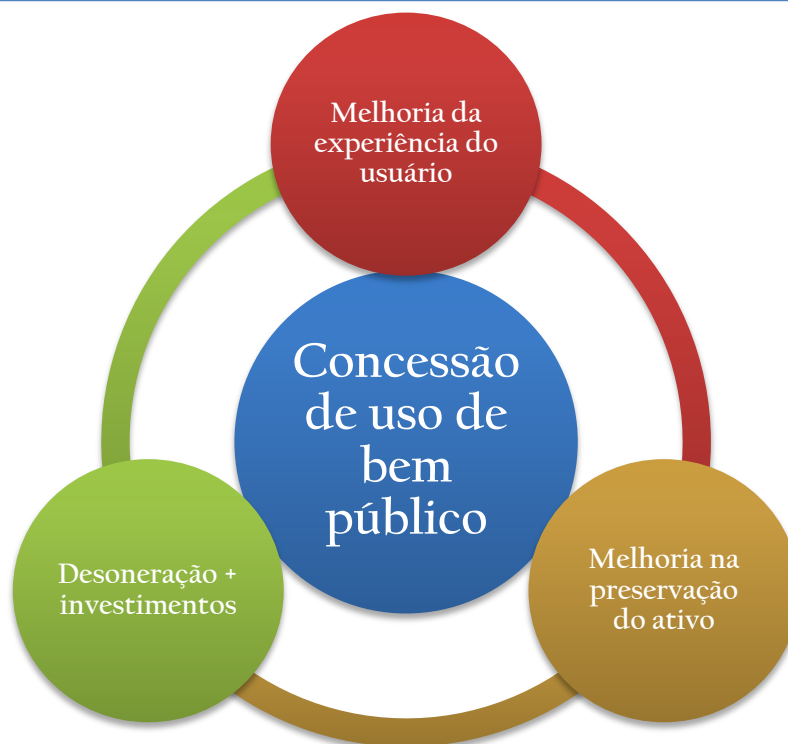 Melhoria da
experiência do
usuário
Concessão
de uso de
bem
público
Desoneração +
investimentos
Melhoria na
preservação
do ativo